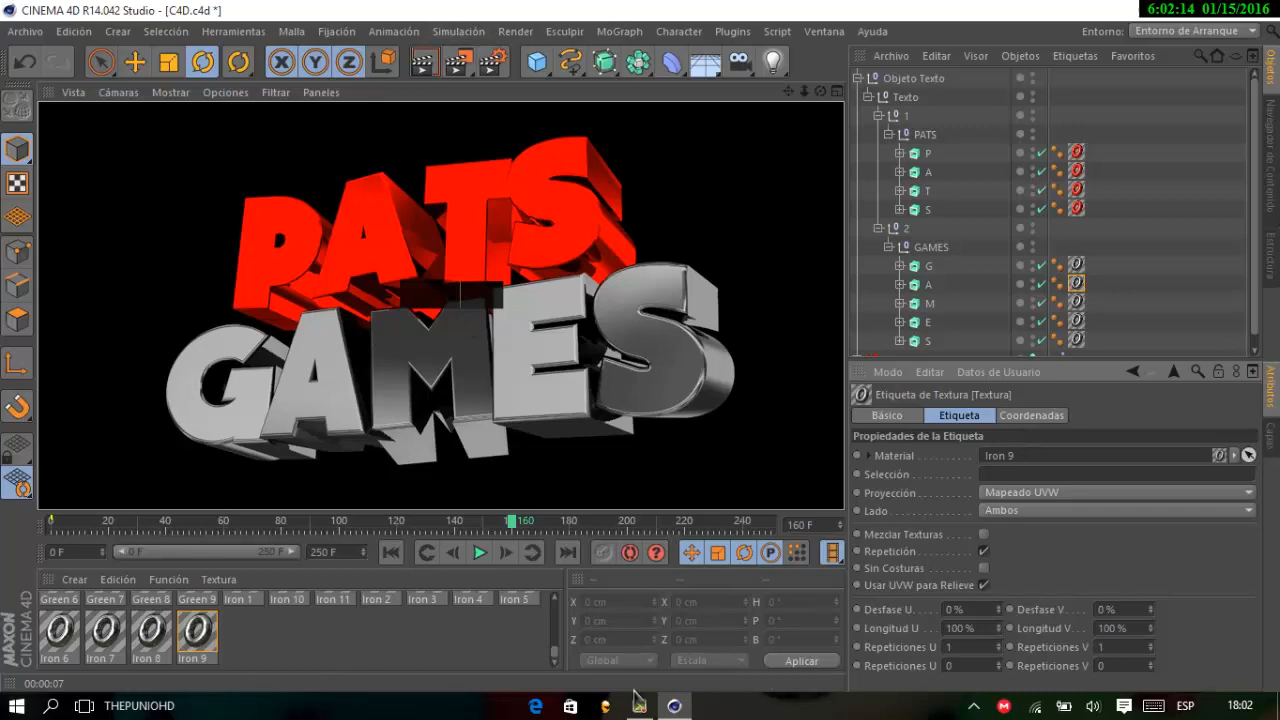 CINEMA 4D R14.042 Studio - [C4D.c4d *]
6:02:14 01/15/2016
Archivo Edición Crear Selección Herramientas Malla Fijación Animación Simulación Render Esculpir MoGraph Character Plugins Script Ventana Ayuda
Entorno: Entorno de Arranque
X Y Z
Archivo Editar Visor Objetos Etiquetas Favoritos
Vista Cámaras Mostrar Opciones Filtrar Paneles
Objeto Texto
Texto
1
PATS
P
A
T
S
2
GAMES
G
A
M
E
S
PATS
GAMES
Objetos
Navegador de Contenido
Estructura
Modo Editar Datos de Usuario
Etiqueta de Textura [Textura]
Básico Etiqueta Coordenadas
Propiedades de la Etiqueta
Material Iron 9
Selección
Proyección Mapeado UVW
Lado Ambos
Mezclar Texturas
Repetición
Sin Costuras
Usar UVW para Relieve
Desfase U 0 % Desfase V 0 %
Longitud U 100 % Longitud V 100 %
Repeticiones U 1 Repeticiones V 1
Repeticiones U 0 Repeticiones V 0
Atributos
Capas
0 20 40 60 80 100 120 140 160 180 200 220 240 160 F
0 F 0 F 250 F 250 F
Crear Edición Función Textura
Green 6 Green 7 Green 8 Green 9 Iron 1 Iron 10 Iron 11 Iron 2 Iron 3 Iron 4 Iron 5
Iron 6 Iron 7 Iron 8 Iron 9
X 0 cm X 0 cm H 0 °
Y 0 cm Y 0 cm P 0 °
Z 0 cm Z 0 cm B 0 °
Global Escala Aplicar
MAXON CINEMA 4D
00:00:07
THEPUNIOHD
ESP 18:02